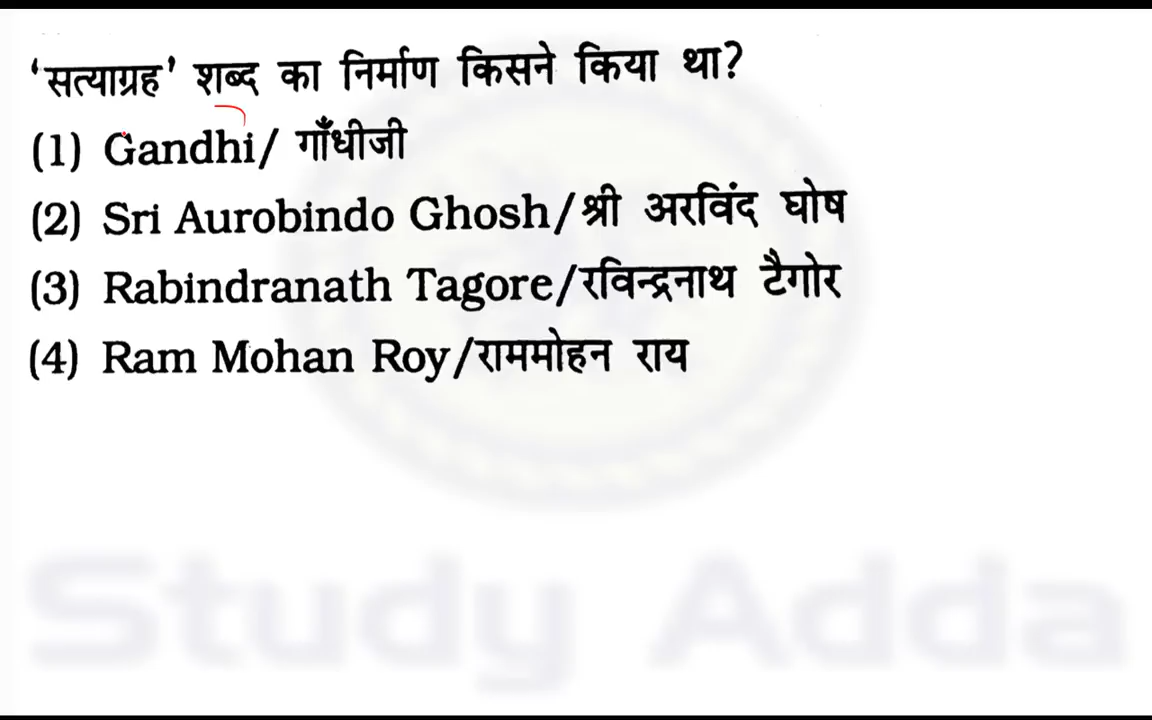 ‘सत्याग्रह’ शब्द का निर्माण किसने किया था?
(1) Gandhi/ गाँधीजी
(2) Sri Aurobindo Ghosh/श्री अरविंद घोष
(3) Rabindranath Tagore/रविन्द्रनाथ टैगोर
(4) Ram Mohan Roy/राममोहन राय
Study Adda